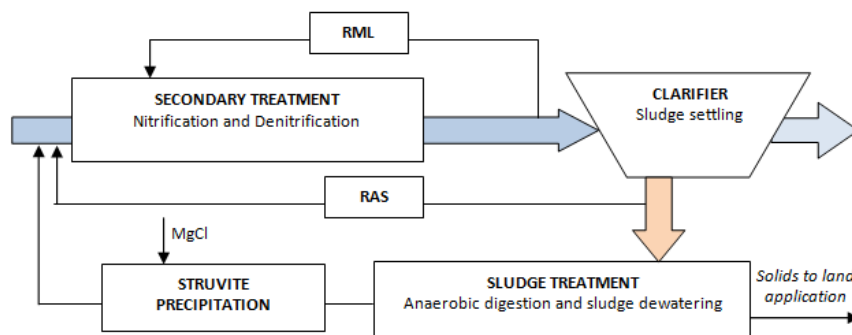 RML
SECONDARY TREATMENT
Nitrification and Denitrification
CLARIFIER
Sludge settling
RAS
MgCl
STRUVITE
PRECIPITATION
SLUDGE TREATMENT
Anaerobic digestion and sludge dewatering
Solids to land
application